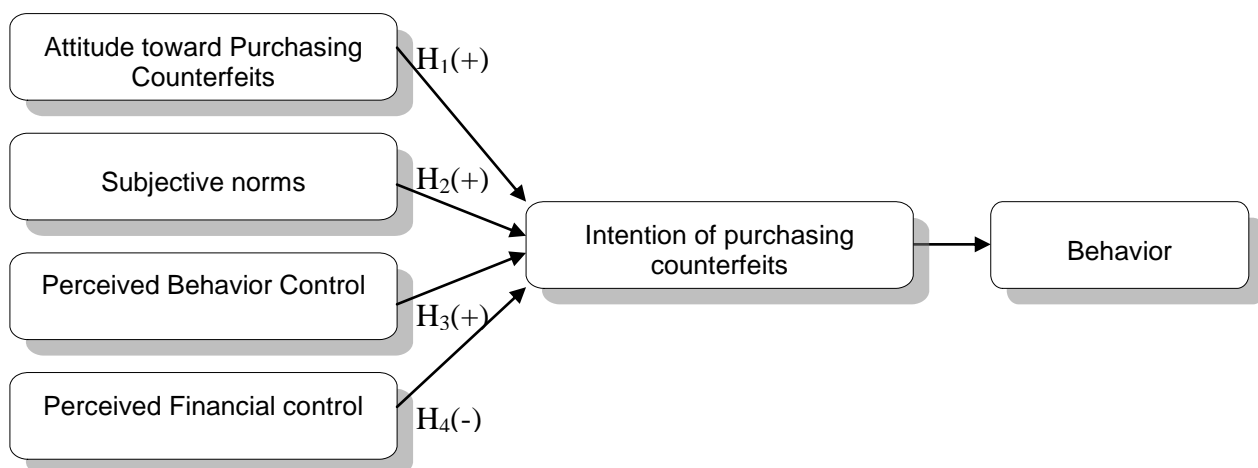 Attitude toward Purchasing
Counterfeits
H₁(+)
Subjective norms
H₂(+)
Intention of purchasing
counterfeits
Behavior
Perceived Behavior Control
H₃(+)
Perceived Financial control
H₄(-)